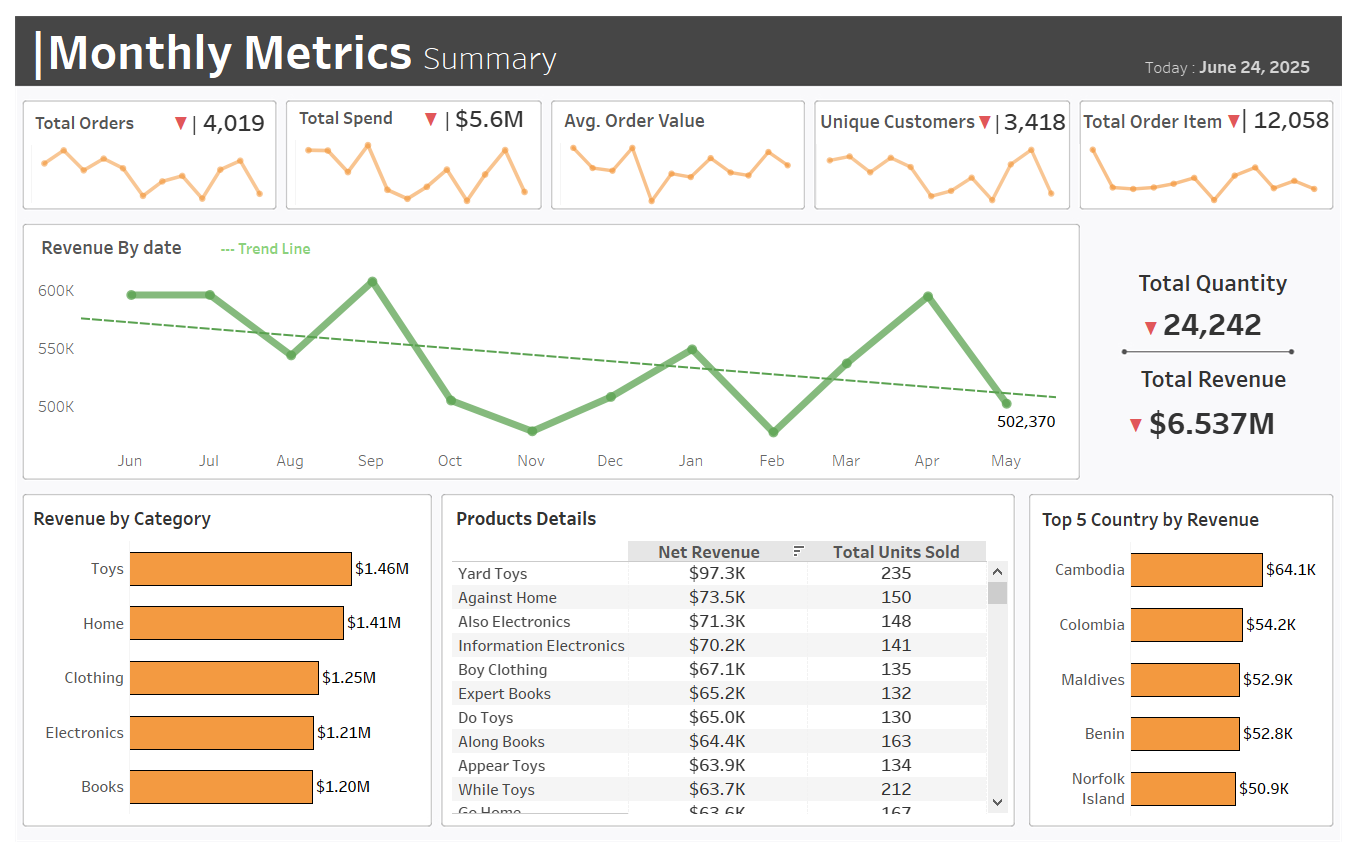 |Monthly Metrics Summary
Today : June 24, 2025
Total Orders ▼ | 4,019
Total Spend ▼ | $5.6M
Avg. Order Value
Unique Customers ▼ | 3,418
Total Order Item ▼ | 12,058
Revenue By date --- Trend Line
600K
550K
500K
502,370
Jun Jul Aug Sep Oct Nov Dec Jan Feb Mar Apr May
Total Quantity
▼ 24,242
Total Revenue
▼ $6.537M
Revenue by Category
Toys $1.46M
Home $1.41M
Clothing $1.25M
Electronics $1.21M
Books $1.20M
Products Details
Net Revenue Total Units Sold
Yard Toys $97.3K 235
Against Home $73.5K 150
Also Electronics $71.3K 148
Information Electronics $70.2K 141
Boy Clothing $67.1K 135
Expert Books $65.2K 132
Do Toys $65.0K 130
Along Books $64.4K 163
Appear Toys $63.9K 134
While Toys $63.7K 212
Go Home $63.6K 167
Top 5 Country by Revenue
Cambodia $64.1K
Colombia $54.2K
Maldives $52.9K
Benin $52.8K
Norfolk
Island $50.9K